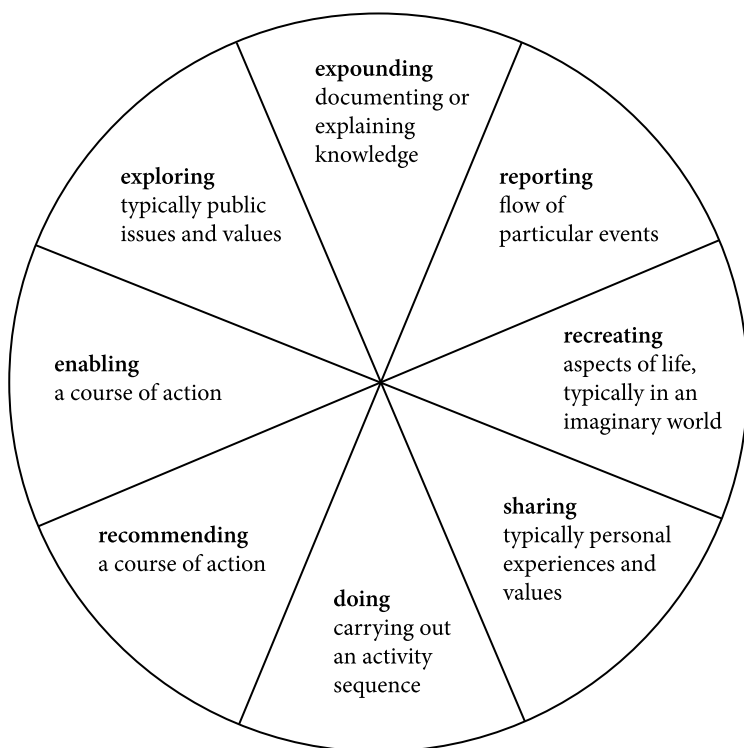 expounding
documenting or
explaining
knowledge
reporting
flow of
particular events
recreating
aspects of life,
typically in an
imaginary world
sharing
typically personal
experiences and
values
doing
carrying out
an activity
sequence
recommending
a course of action
enabling
a course of action
exploring
typically public
issues and values